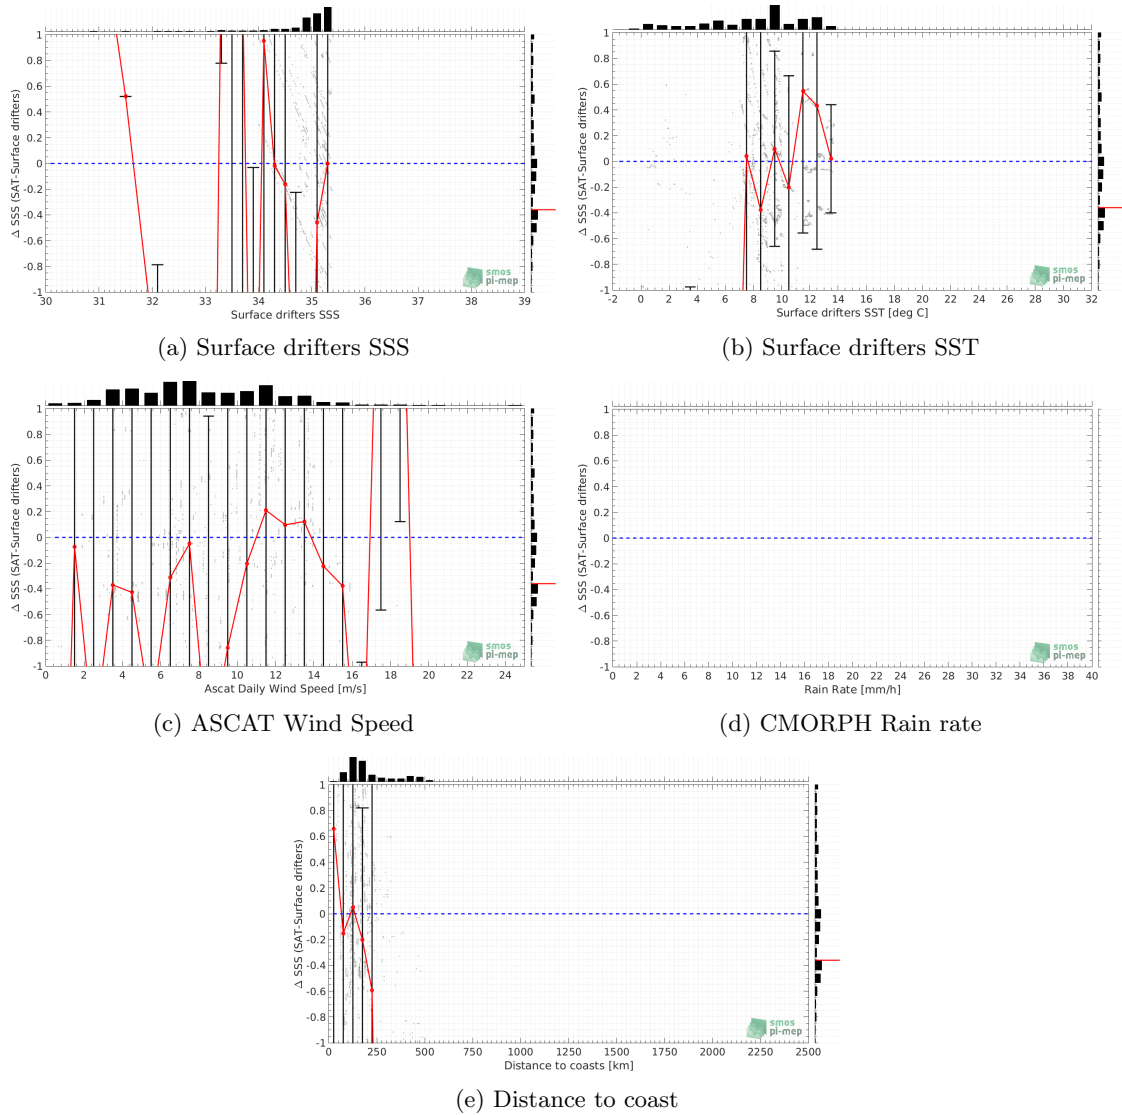 1
0.8
0.6
0.4
0.2
0
-0.2
-0.4
-0.6
-0.8
-1
Δ SSS (SAT-Surface drifters)
30 31 32 33 34 35 36 37 38 39
Surface drifters SSS
smos
pi-mep
(a) Surface drifters SSS
1
0.8
0.6
0.4
0.2
0
-0.2
-0.4
-0.6
-0.8
-1
Δ SSS (SAT-Surface drifters)
-2 0 2 4 6 8 10 12 14 16 18 20 22 24 26 28 30 32
Surface drifters SST [deg C]
smos
pi-mep
(b) Surface drifters SST
1
0.8
0.6
0.4
0.2
0
-0.2
-0.4
-0.6
-0.8
-1
Δ SSS (SAT-Surface drifters)
0 2 4 6 8 10 12 14 16 18 20 22 24
Ascat Daily Wind Speed [m/s]
smos
pi-mep
(c) ASCAT Wind Speed
1
0.8
0.6
0.4
0.2
0
-0.2
-0.4
-0.6
-0.8
-1
Δ SSS (SAT-Surface drifters)
0 2 4 6 8 10 12 14 16 18 20 22 24 26 28 30 32 34 36 38 40
Rain Rate [mm/h]
smos
pi-mep
(d) CMORPH Rain rate
1
0.8
0.6
0.4
0.2
0
-0.2
-0.4
-0.6
-0.8
-1
Δ SSS (SAT-Surface drifters)
0 250 500 750 1000 1250 1500 1750 2000 2250 2500
Distance to coasts [km]
smos
pi-mep
(e) Distance to coast